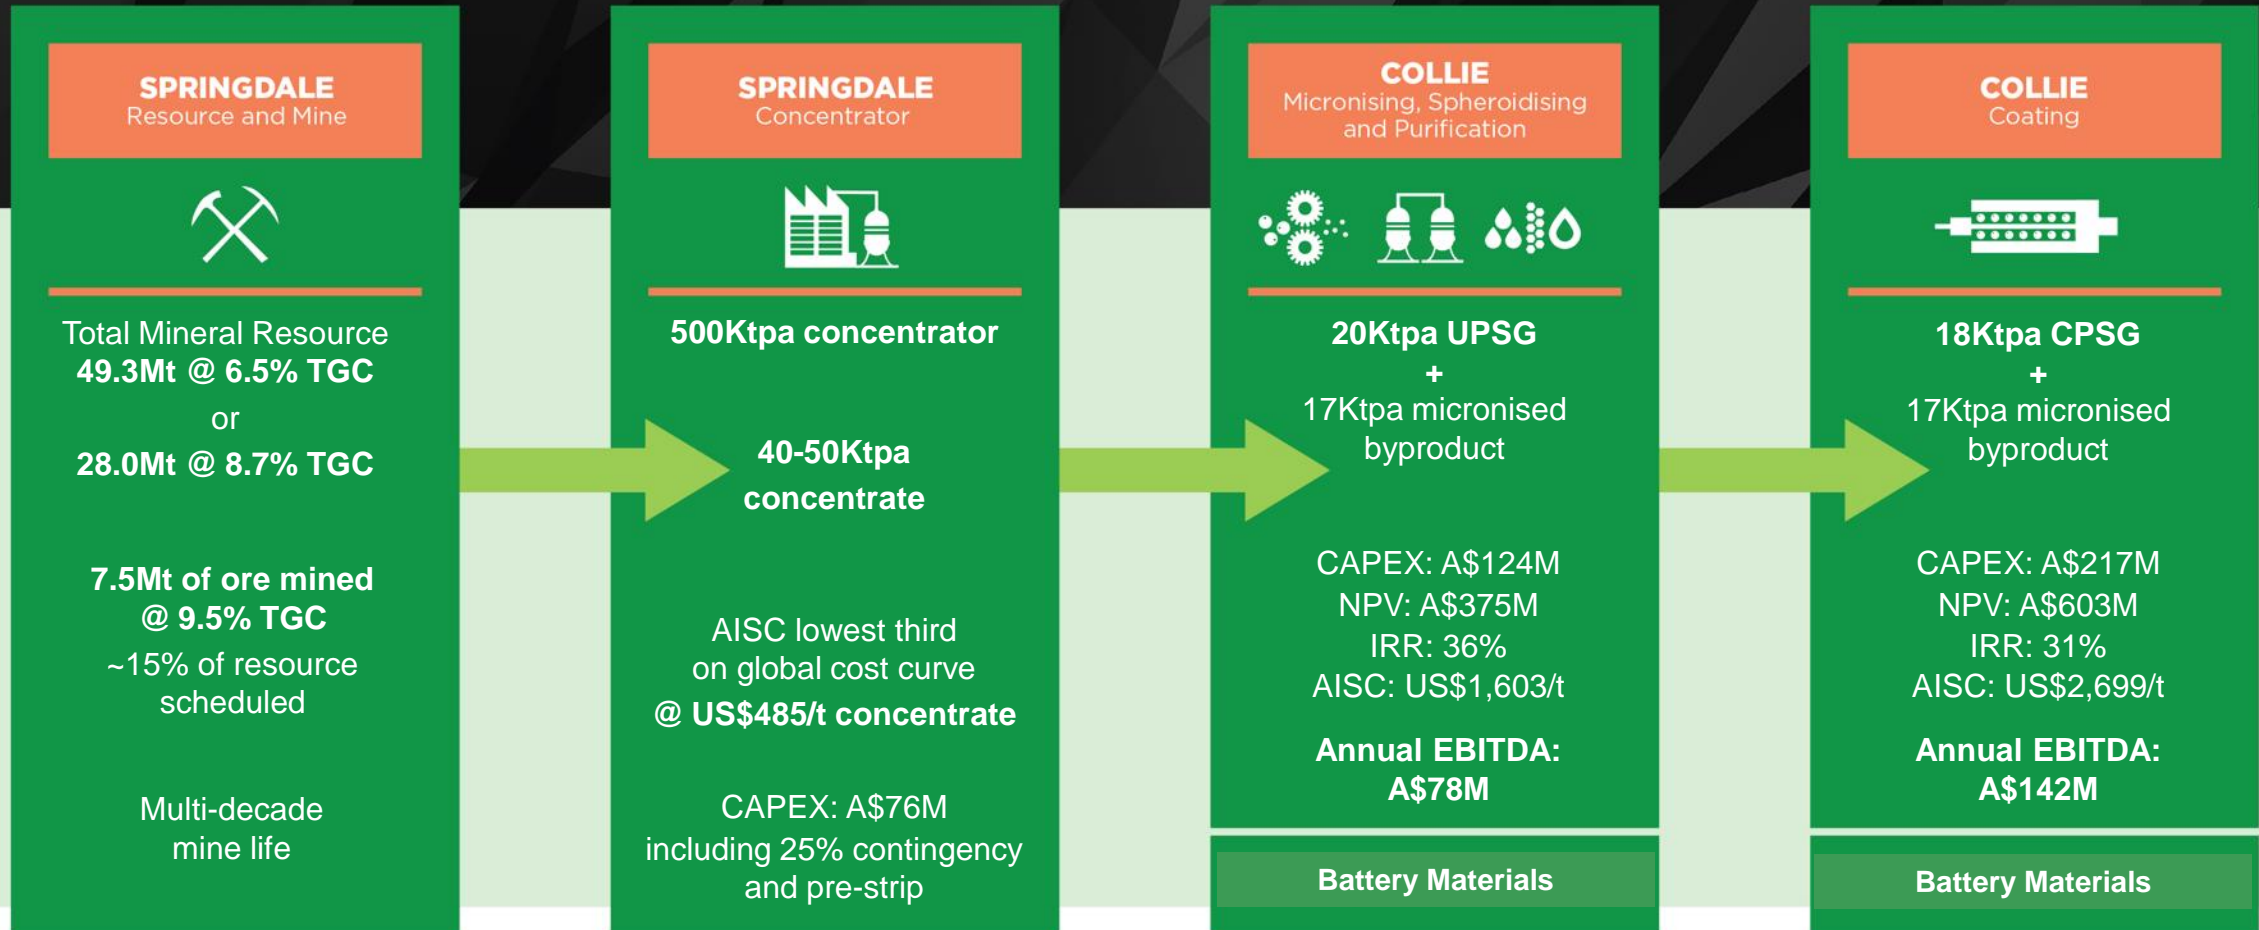 SPRINGDALE
Resource and Mine
Total Mineral Resource
49.3Mt @ 6.5% TGC
or
28.0Mt @ 8.7% TGC
7.5Mt of ore mined
@ 9.5% TGC
~15% of resource
scheduled
Multi-decade
mine life
SPRINGDALE
Concentrator
500Ktpa concentrator
40-50Ktpa
concentrate
AISC lowest third
on global cost curve
@ US$485/t concentrate
CAPEX: A$76M
including 25% contingency
and pre-strip
COLLIE
Micronising, Spheroidising
and Purification
20Ktpa UPSG
+
17Ktpa micronised
byproduct
CAPEX: A$124M
NPV: A$375M
IRR: 36%
AISC: US$1,603/t
Annual EBITDA:
A$78M
Battery Materials
COLLIE
Coating
18Ktpa CPSG
+
17Ktpa micronised
byproduct
CAPEX: A$217M
NPV: A$603M
IRR: 31%
AISC: US$2,699/t
Annual EBITDA:
A$142M
Battery Materials